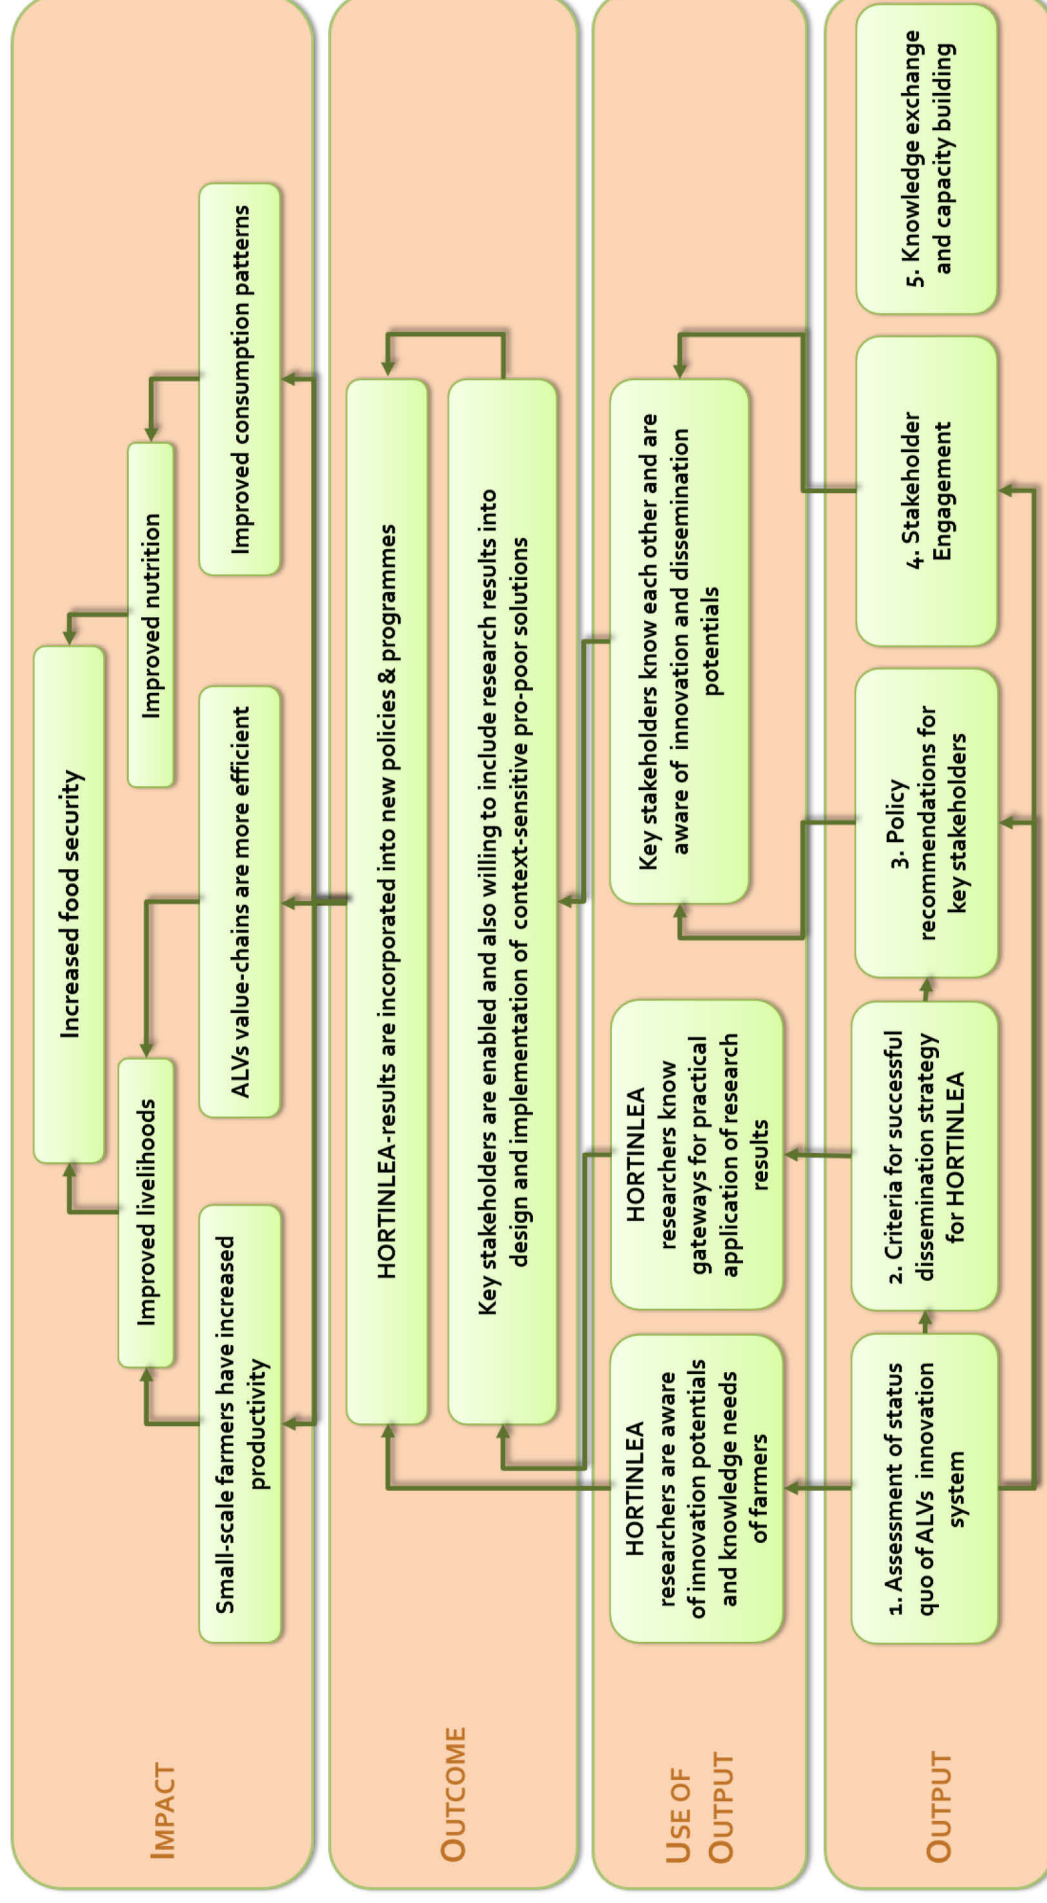 IMPACT
Increased food security
Improved livelihoods
Improved nutrition
Small-scale farmers have increased
productivity
ALVs value-chains are more efficient
Improved consumption patterns
OUTCOME
HORTINLEA-results are incorporated into new policies & programmes
Key stakeholders are enabled and also willing to include research results into
design and implementation of context-sensitive pro-poor solutions
USE OF
OUTPUT
HORTINLEA
researchers are aware
of innovation potentials
and knowledge needs
of farmers
HORTINLEA
researchers know
gateways for practical
application of research
results
Key stakeholders know each other and are
aware of innovation and dissemination
potentials
OUTPUT
1. Assessment of status
quo of ALVs innovation
system
2. Criteria for successful
dissemination strategy
for HORTINLEA
3. Policy
recommendations for
key stakeholders
4. Stakeholder
Engagement
5. Knowledge exchange
and capacity building